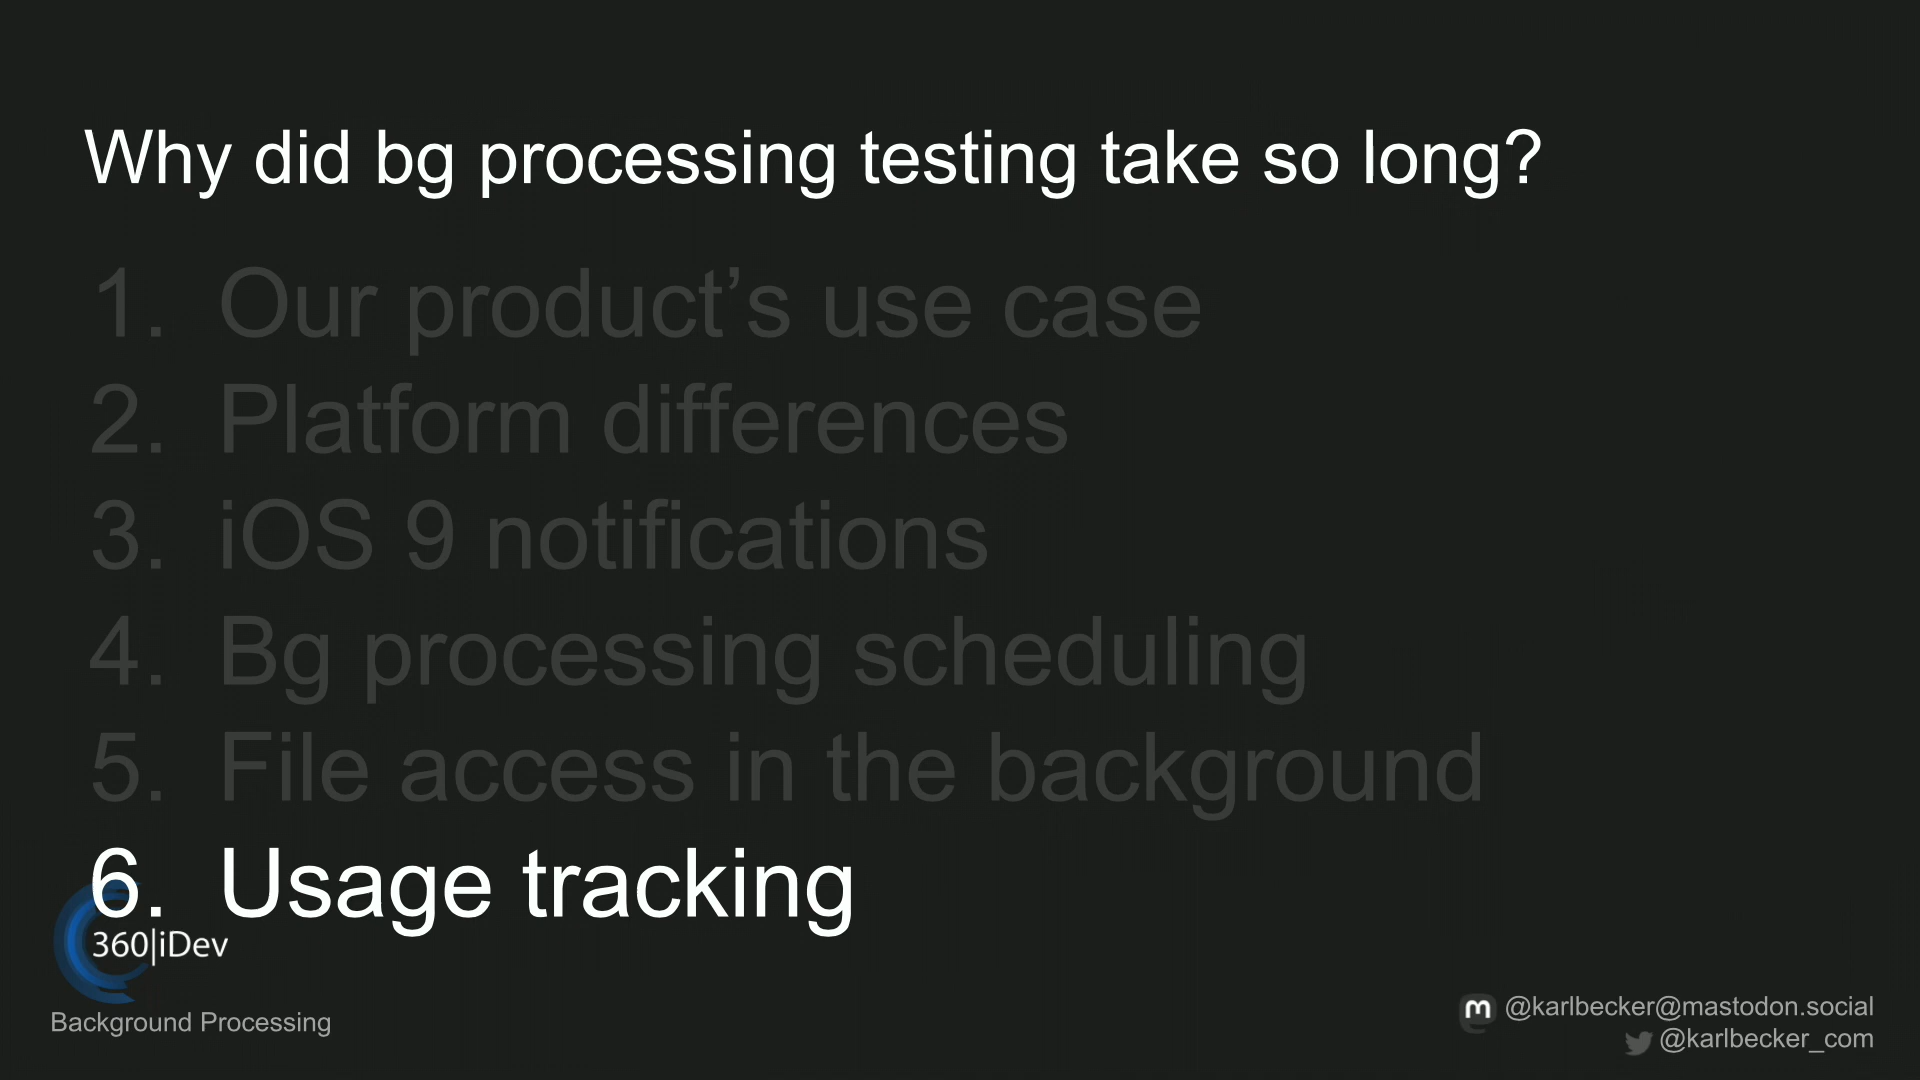 Why did bg processing testing take so long?
1. Our product’s use case
2. Platform differences
3. iOS 9 notifications
4. Bg processing scheduling
5. File access in the background
6. Usage tracking
360|iDev
Background Processing
m @karlbecker@mastodon.social
@karlbecker_com